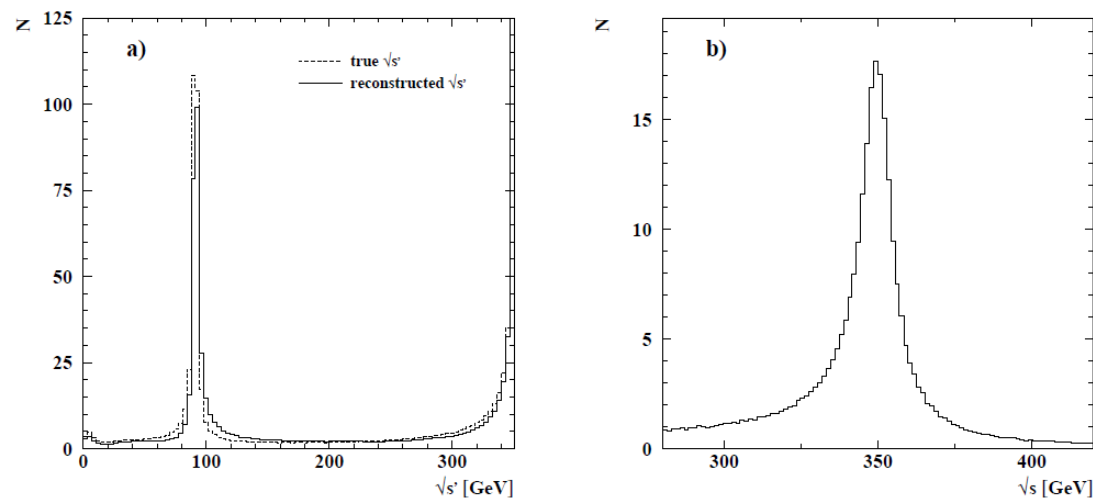 N
125
100
75
50
25
0
a)
true √s’
reconstructed √s’
0 100 200 300
√s’ [GeV]
N
15
10
5
0
b)
300 350 400
√s [GeV]